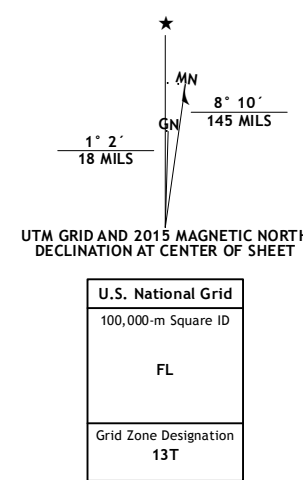 ★
MN
GN
8° 10´
145 MILS
1° 2´
18 MILS
UTM GRID AND 2015 MAGNETIC NORTH
DECLINATION AT CENTER OF SHEET
U.S. National Grid
100,000-m Square ID
FL
Grid Zone Designation
13T